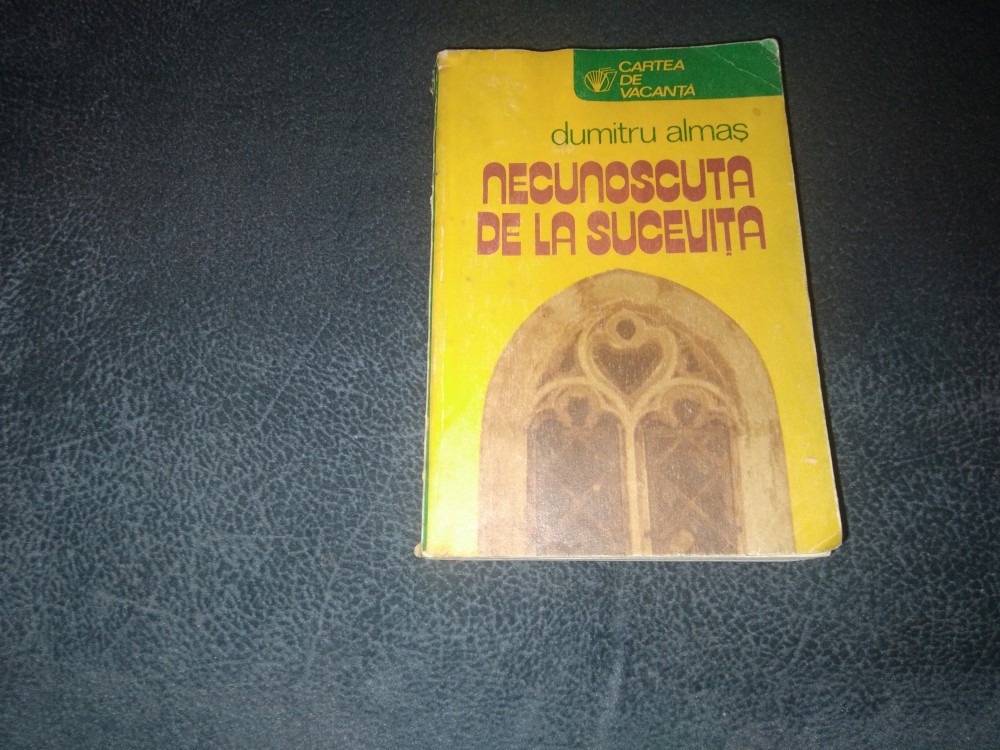 CARTEA
DE
VACANȚĂ
dumitru almaș
NECUNOSCUTA
DE LA SUCEVIȚA